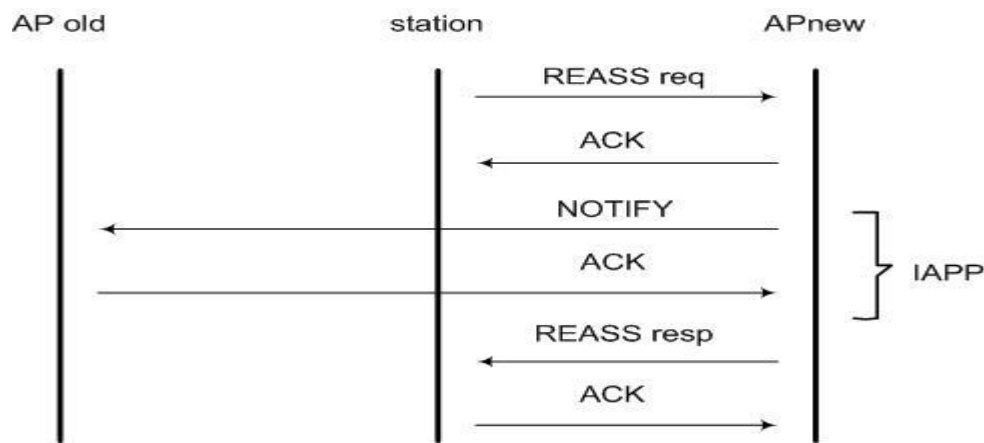 AP old
station
APnew
REASS req
ACK
NOTIFY
ACK
IAPP
REASS resp
ACK